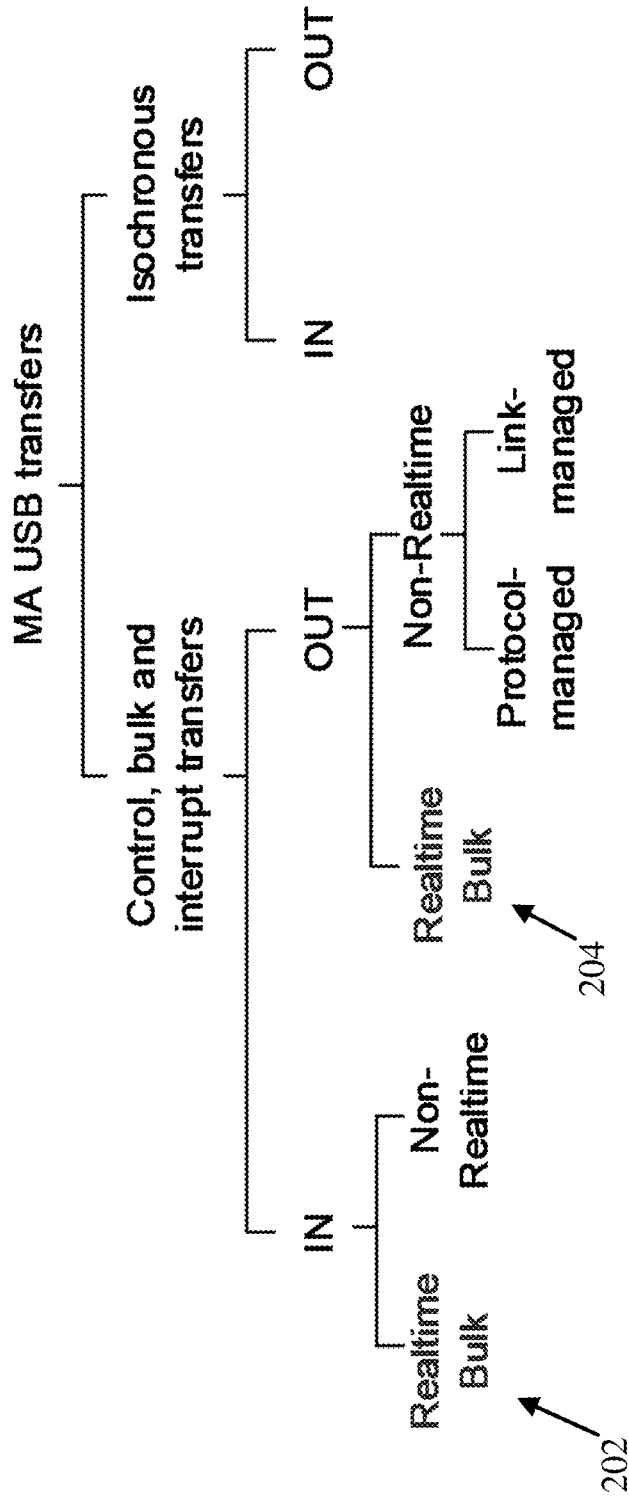 MA USB transfers
Control, bulk and
interrupt transfers
Isochronous
transfers
IN
OUT
IN
OUT
Realtime
Bulk
Non-
Realtime
Realtime
Bulk
Non-Realtime
Protocol-
managed
Link-
managed
202
204